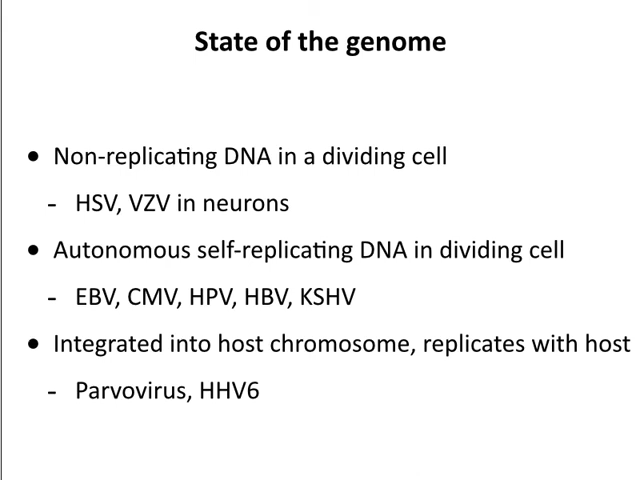 State of the genome
• Non-replicating DNA in a dividing cell
- HSV, VZV in neurons
• Autonomous self-replicating DNA in dividing cell
- EBV, CMV, HPV, HBV, KSHV
• Integrated into host chromosome, replicates with host
- Parvovirus, HHV6